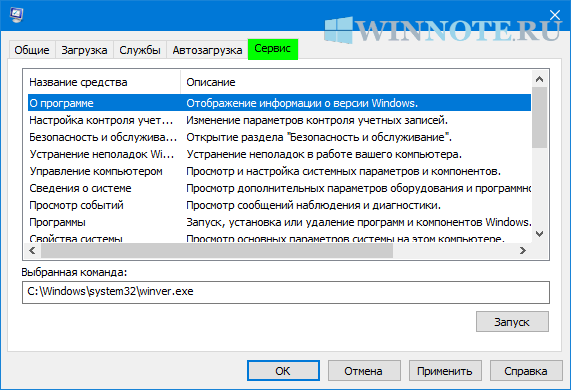 WINNOTE.RU
Общие Загрузка Службы Автозагрузка Сервис
Название средства Описание
О программе Отображение информации о версии Windows.
Настройка контроля учет... Изменение параметров контроля учетных записей.
Безопасность и обслужива... Открытие раздела "Безопасность и обслуживание".
Устранение неполадок Wi... Устранение неполадок в работе вашего компьютера.
Управление компьютером Просмотр и настройка системных параметров и компонентов.
Сведения о системе Просмотр дополнительных параметров оборудования и программно
Просмотр событий Просмотр сообщений наблюдения и диагностики.
Программы Запуск, установка или удаление программ и компонентов Windows.
Свойства системы Просмотр основных параметров системы на этом компьютере.
Выбранная команда:
C:\Windows\system32\winver.exe
Запуск
ОК Отмена Применить Справка